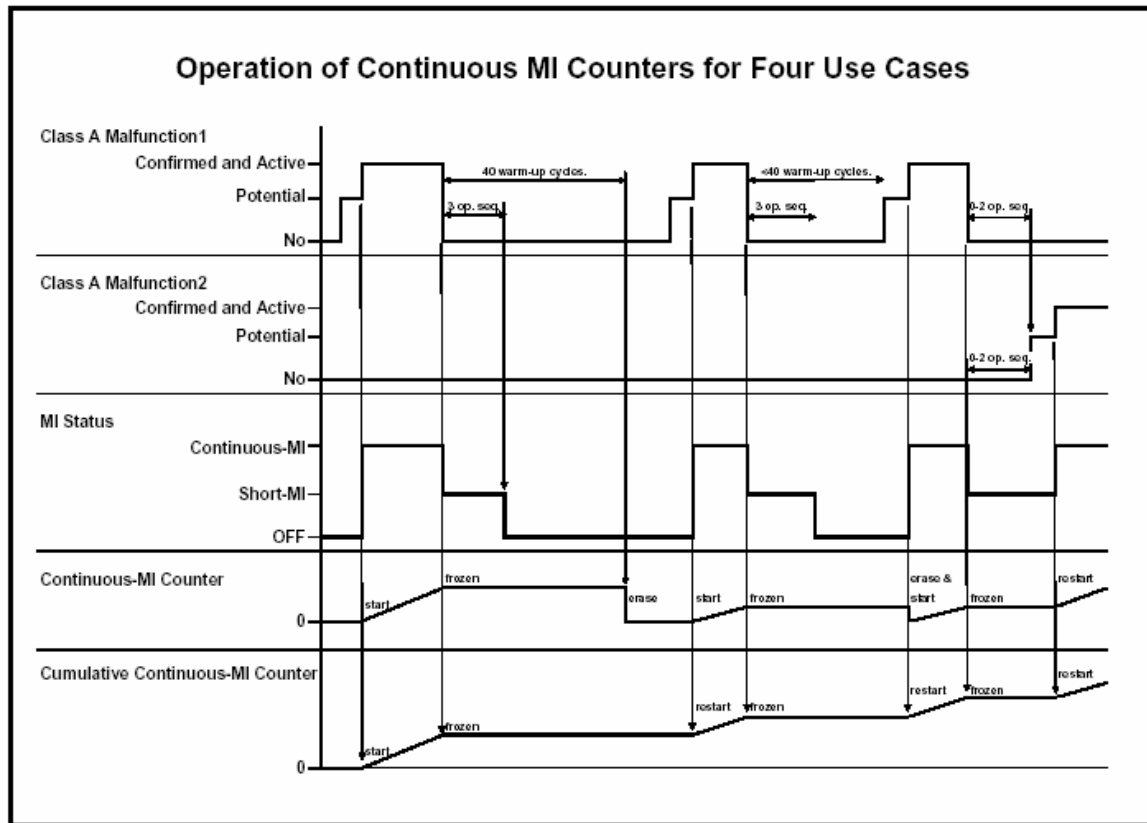 Operation of Continuous MI Counters for Four Use Cases
Class A Malfunction1
Confirmed and Active
40 warm-up cycles.
<40 warm-up cycles.
Potential
3 op. seq.
3 op. seq.
0-2 op. seq.
No
Class A Malfunction2
Confirmed and Active
Potential
0-2 op. seq.
No
MI Status
Continuous-MI
Short-MI
OFF
Continuous-MI Counter
start
frozen
erase
start
frozen
erase &
start
frozen
restart
0
Cumulative Continuous-MI Counter
start
frozen
restart
frozen
restart
frozen
restart
0